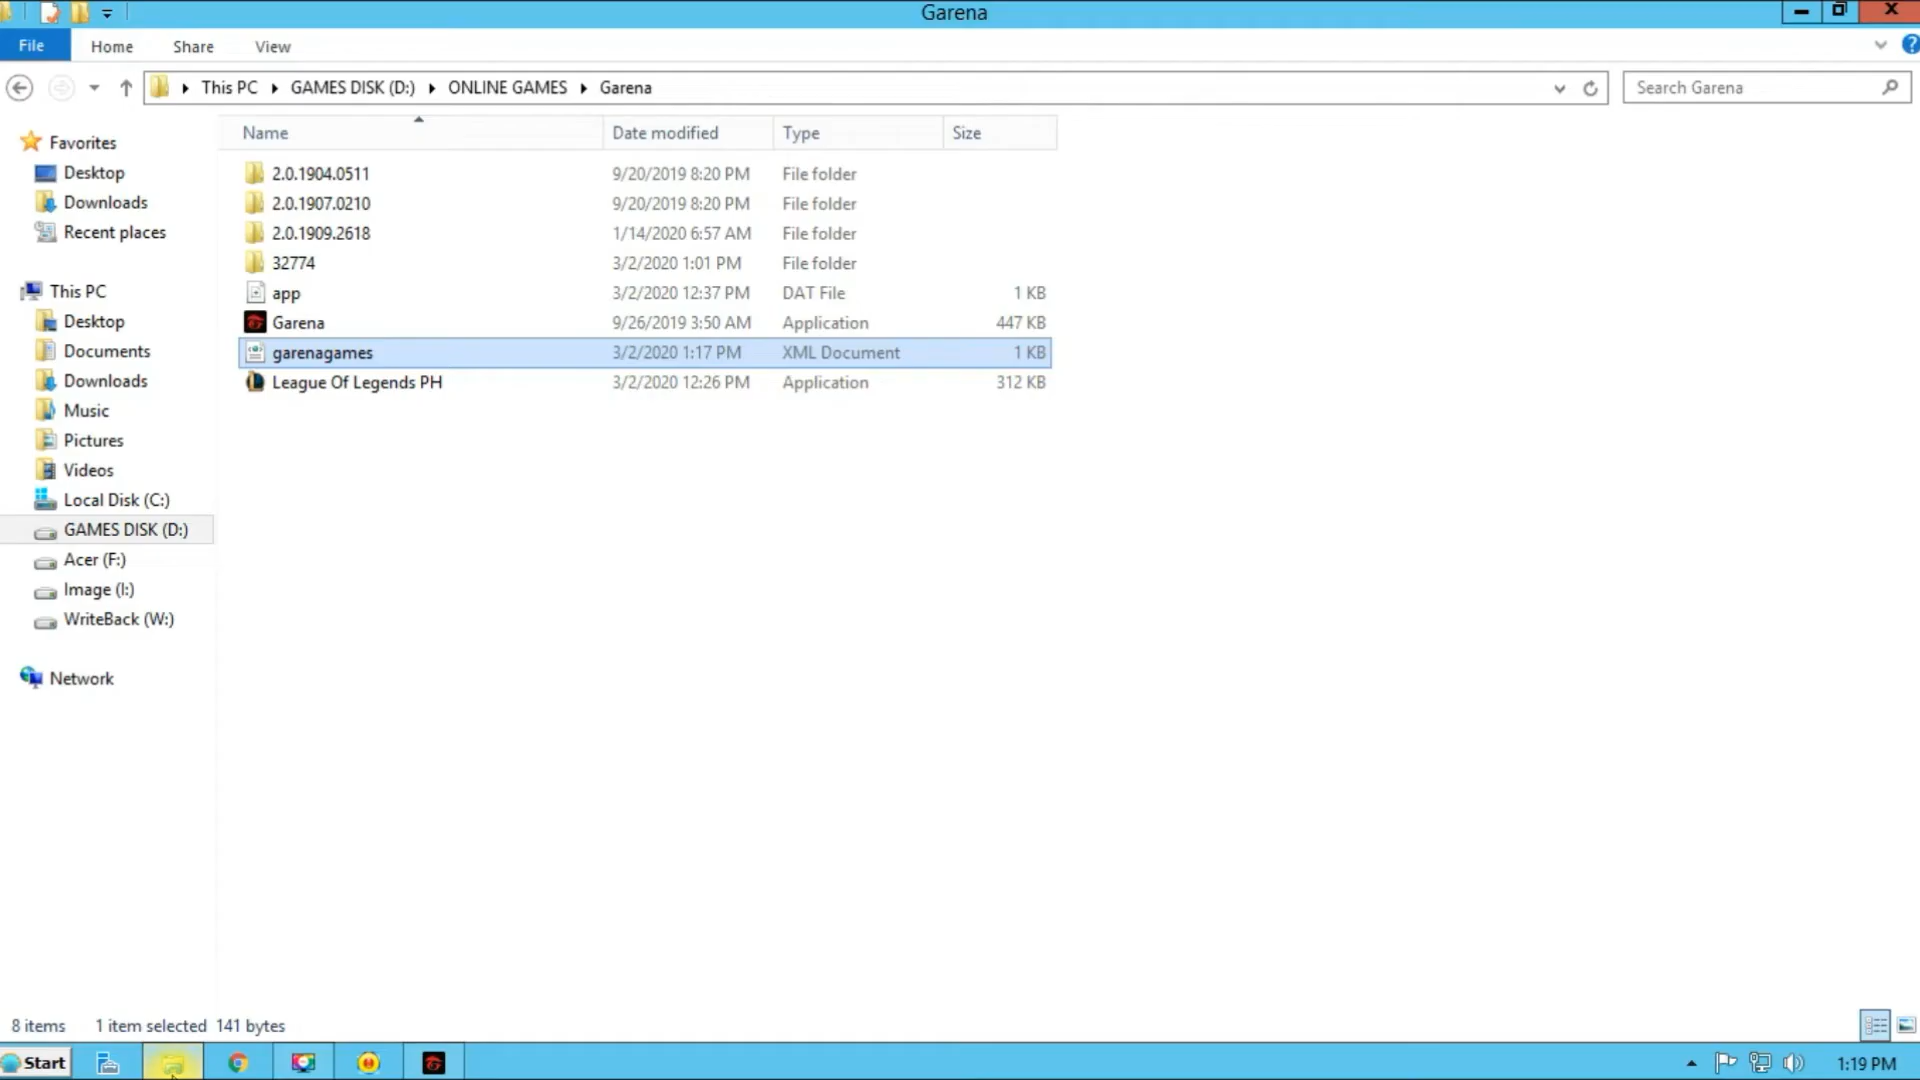 Garena
File Home Share View
This PC GAMES DISK (D:) ONLINE GAMES Garena
Search Garena
Name Date modified Type Size
Favorites
Desktop
Downloads
Recent places
This PC
Desktop
Documents
Downloads
Music
Pictures
Videos
Local Disk (C:)
GAMES DISK (D:)
Acer (F:)
Image (I:)
WriteBack (W:)
Network
2.0.1904.0511 9/20/2019 8:20 PM File folder
2.0.1907.0210 9/20/2019 8:20 PM File folder
2.0.1909.2618 1/14/2020 6:57 AM File folder
32774 3/2/2020 1:01 PM File folder
app 3/2/2020 12:37 PM DAT File 1 KB
Garena 9/26/2019 3:50 AM Application 447 KB
garenagames 3/2/2020 1:17 PM XML Document 1 KB
League Of Legends PH 3/2/2020 12:26 PM Application 312 KB
8 items 1 item selected 141 bytes
Start 1:19 PM